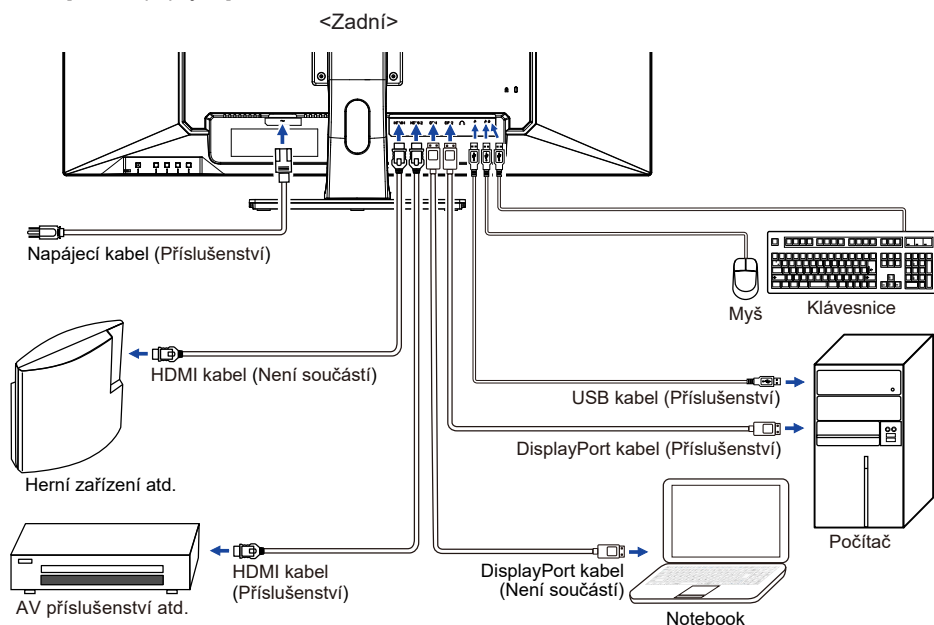 <Zadní>
Napájecí kabel (Příslušenství)
Myš
Klávesnice
HDMI kabel (Není součástí)
USB kabel (Příslušenství)
DisplayPort kabel (Příslušenství)
Herní zařízení atd.
Počítač
HDMI kabel
(Příslušenství)
DisplayPort kabel
(Není součástí)
AV příslušenství atd.
Notebook